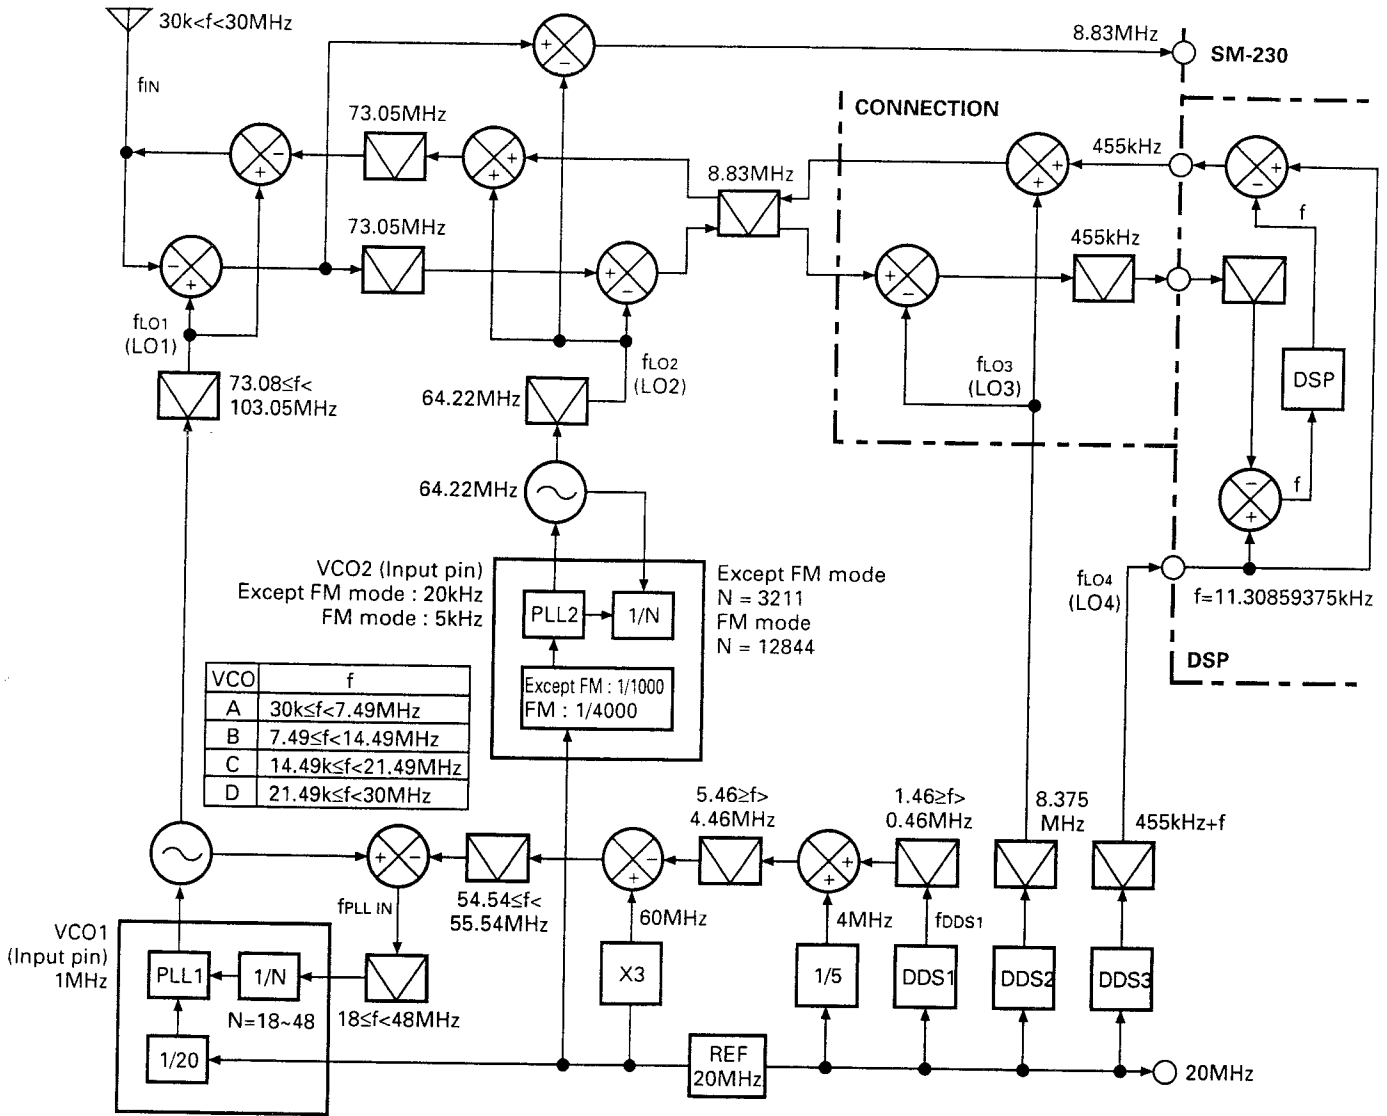 30k<f<30MHz
8.83MHz
SM-230
fIN
73.05MHz
CONNECTION
455kHz
8.83MHz
f
73.05MHz
455kHz
fLO1
(LO1)
fLO2
(LO2)
fLO3
(LO3)
DSP
73.08≤f<
103.05MHz
64.22MHz
64.22MHz
f
VCO2 (Input pin)
Except FM mode : 20kHz
FM mode : 5kHz
PLL2
1/N
Except FM mode
N = 3211
FM mode
N = 12844
fLO4
(LO4)
f=11.30859375kHz
DSP
Except FM : 1/1000
FM : 1/4000
VCO f
A 30k≤f<7.49MHz
B 7.49≤f<14.49MHz
C 14.49k≤f<21.49MHz
D 21.49k≤f<30MHz
5.46≥f>
4.46MHz
1.46≥f>
0.46MHz
8.375
MHz
455kHz+f
54.54≤f<
55.54MHz
fPLL IN
60MHz
4MHz
fDDS1
VCO1
(Input pin)
1MHz
PLL1
1/N
X3
1/5
DDS1
DDS2
DDS3
N=18~48
18≤f<48MHz
1/20
REF
20MHz
20MHz
+
−
−
+
+
+
+
+
+
−
−
+
+
−
+
−
−
+
+
−
−
+
+
+